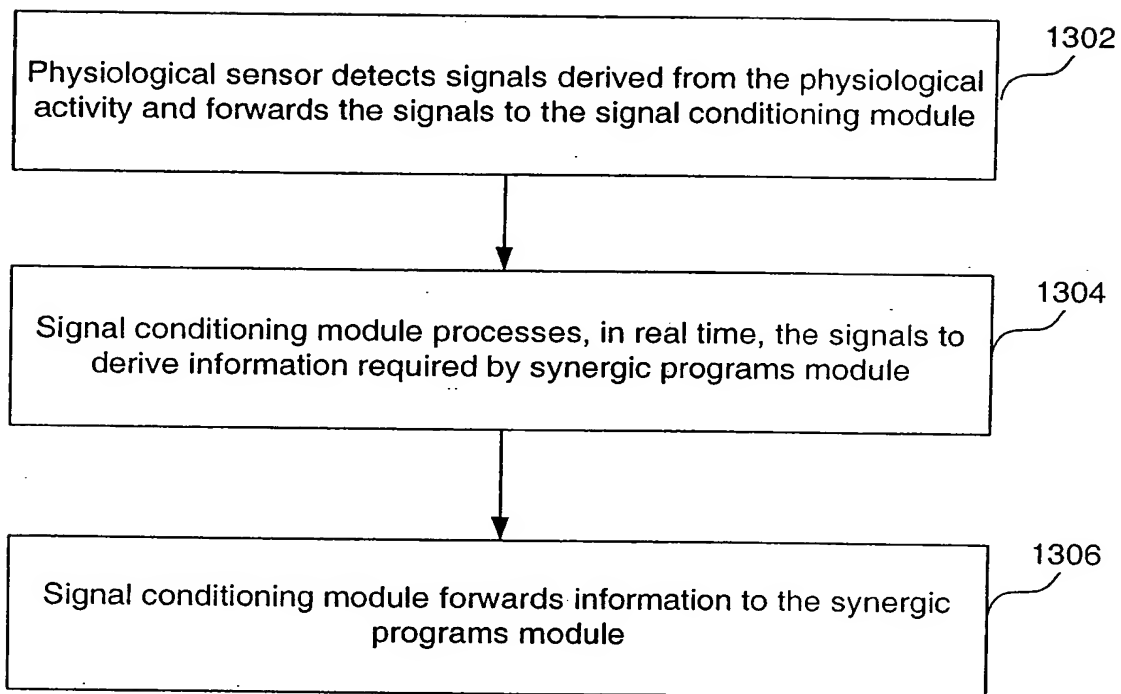 1302
Physiological sensor detects signals derived from the physiological
activity and forwards the signals to the signal conditioning module
1304
Signal conditioning module processes, in real time, the signals to
derive information required by synergic programs module
1306
Signal conditioning module forwards information to the synergic
programs module